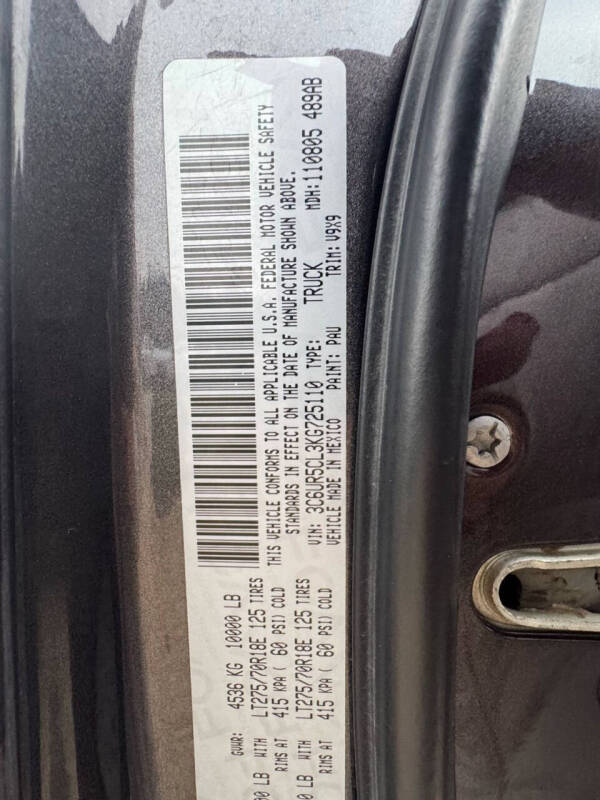 GVWR: 4536 KG 10000 LB
00 LB WITH LT275/70R18E 125 TIRES
RIMS AT 415 KPA ( 60 PSI) COLD
00 LB WITH LT275/70R18E 125 TIRES
RIMS AT 415 KPA ( 60 PSI) COLD
THIS VEHICLE CONFORMS TO ALL APPLICABLE U.S.A. FEDERAL MOTOR VEHICLE SAFETY
STANDARDS IN EFFECT ON THE DATE OF MANUFACTURE SHOWN ABOVE.
VIN: 3C6UR5CL3KG725110 TYPE: TRUCK MDH:110805 489AB
VEHICLE MADE IN MEXICO PAINT: PAU TRIM: V9X9